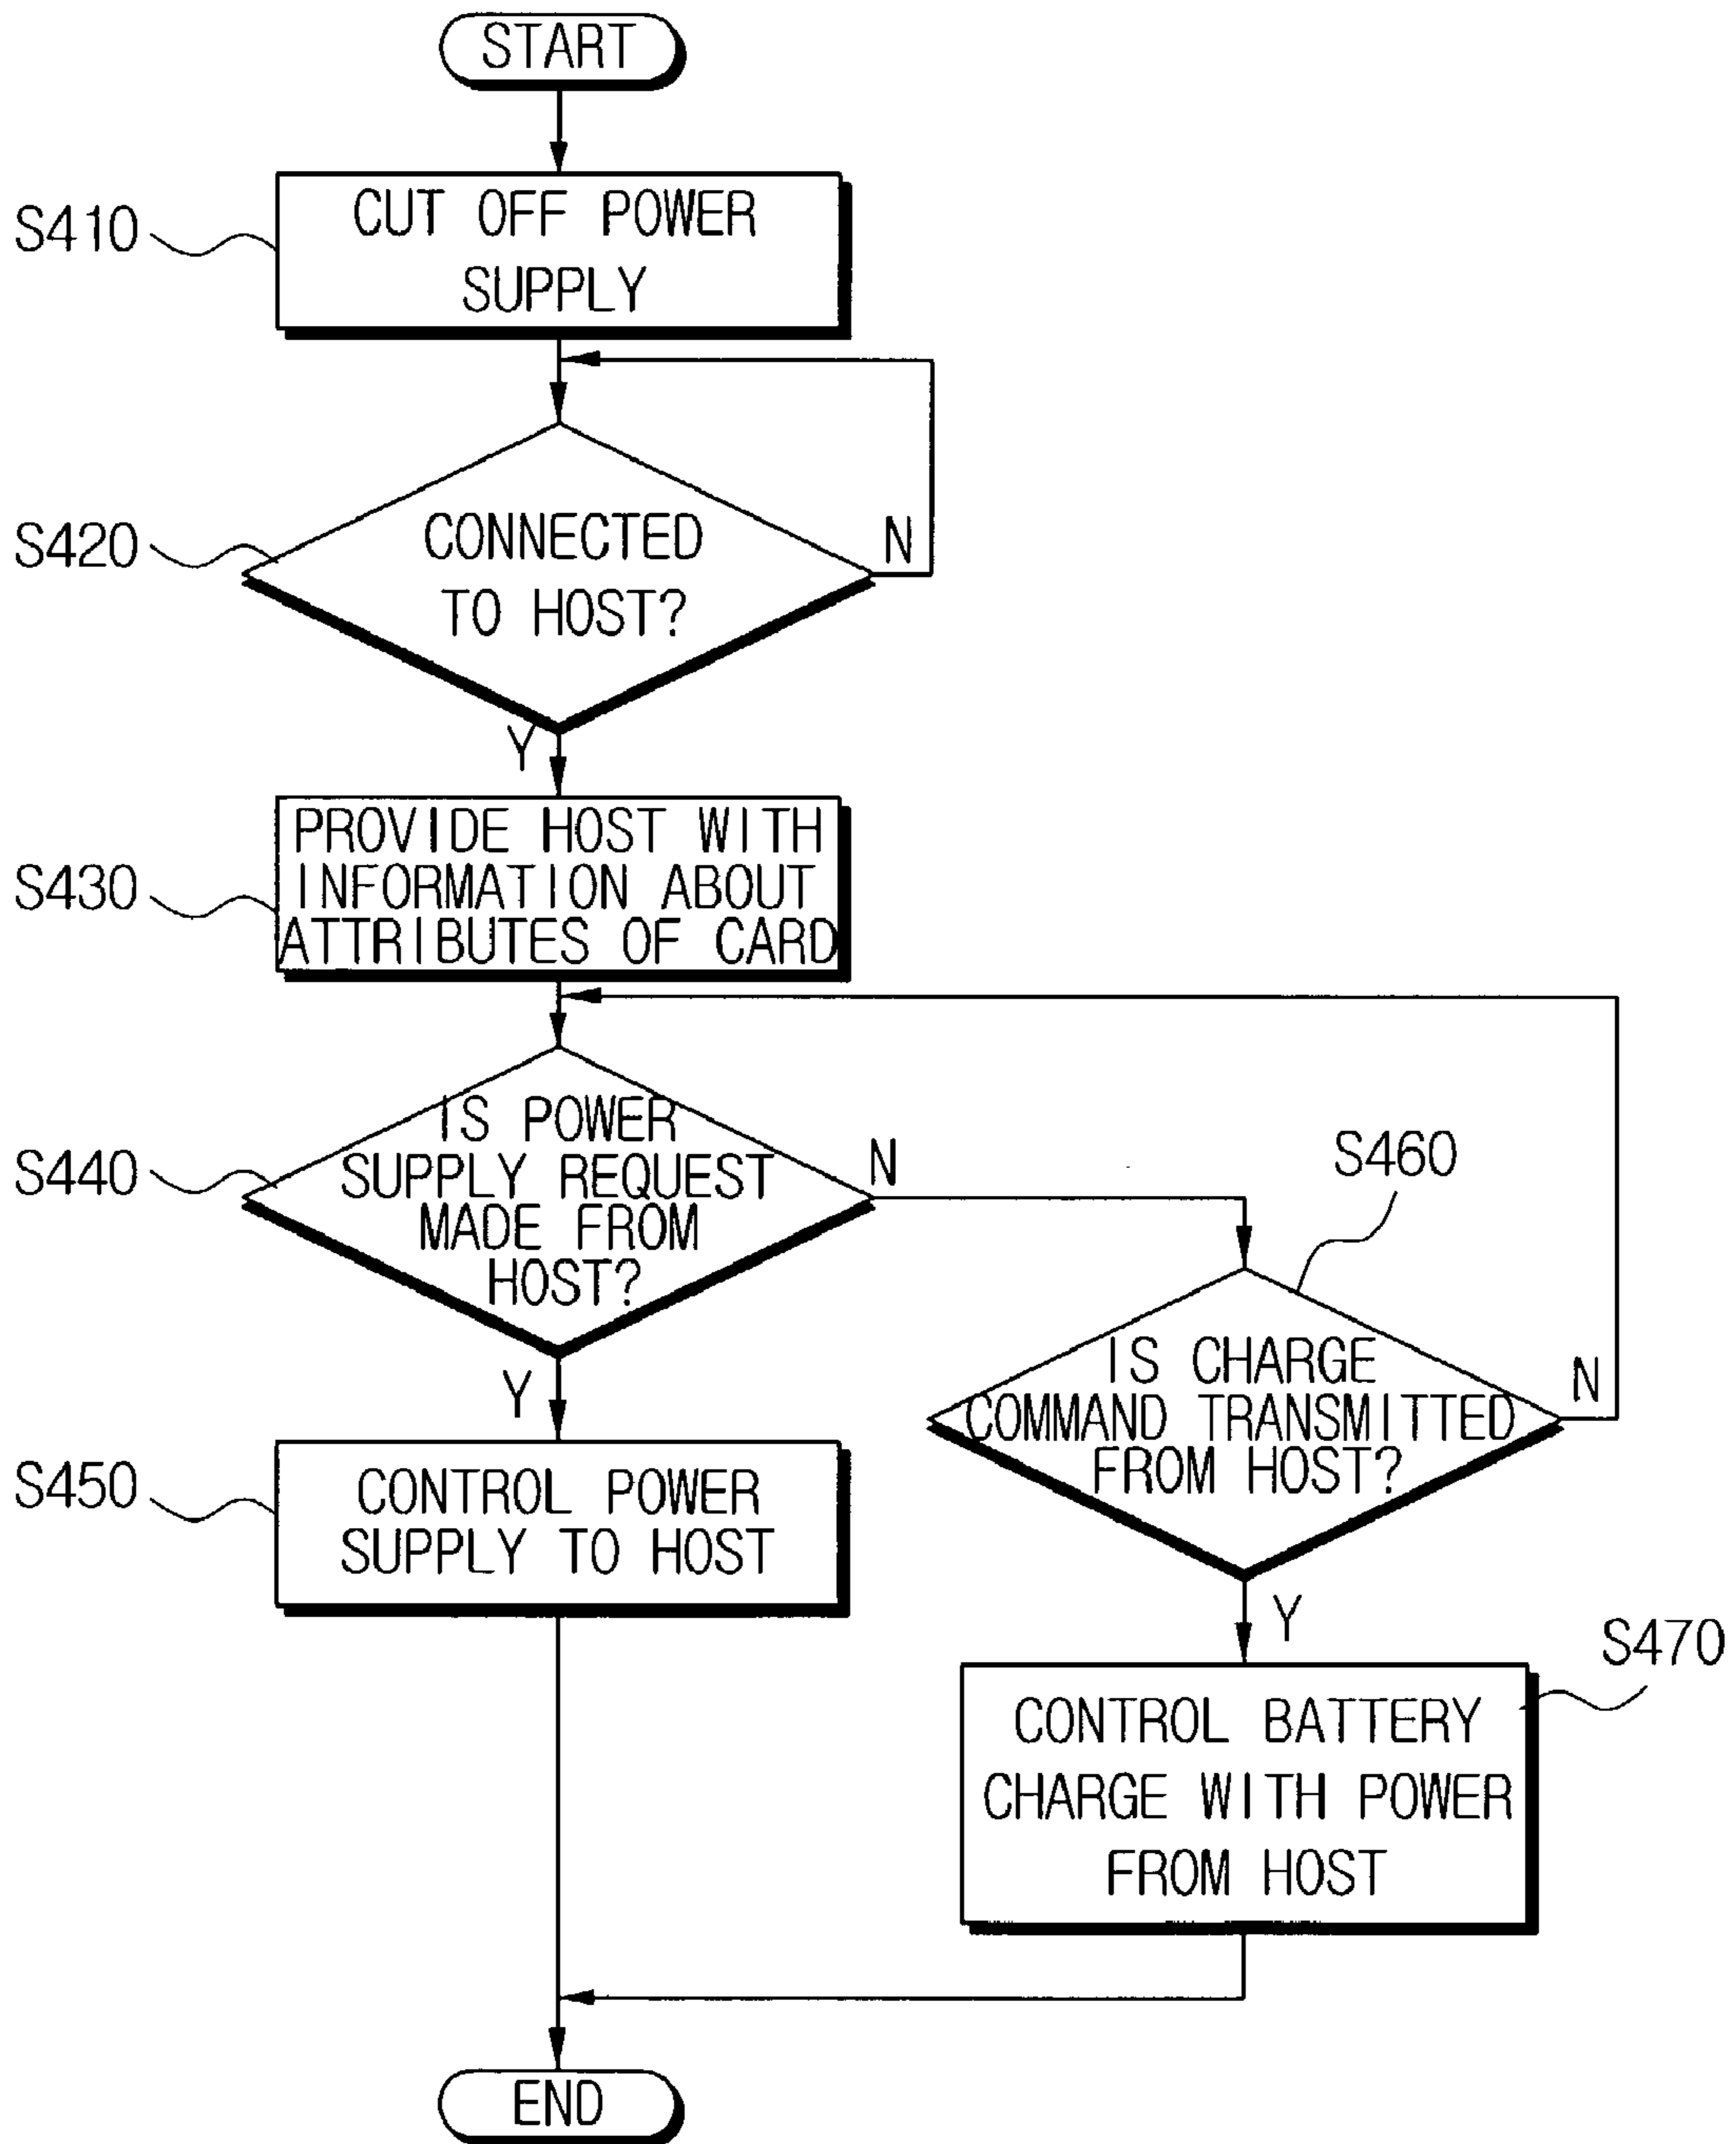 START
S410
CUT OFF POWER
SUPPLY
S420
CONNECTED
TO HOST?
N
Y
S430
PROVIDE HOST WITH
INFORMATION ABOUT
ATTRIBUTES OF CARD
S440
IS POWER
SUPPLY REQUEST
MADE FROM
HOST?
N
Y
S460
IS CHARGE
COMMAND TRANSMITTED
FROM HOST?
N
Y
S450
CONTROL POWER
SUPPLY TO HOST
S470
CONTROL BATTERY
CHARGE WITH POWER
FROM HOST
END